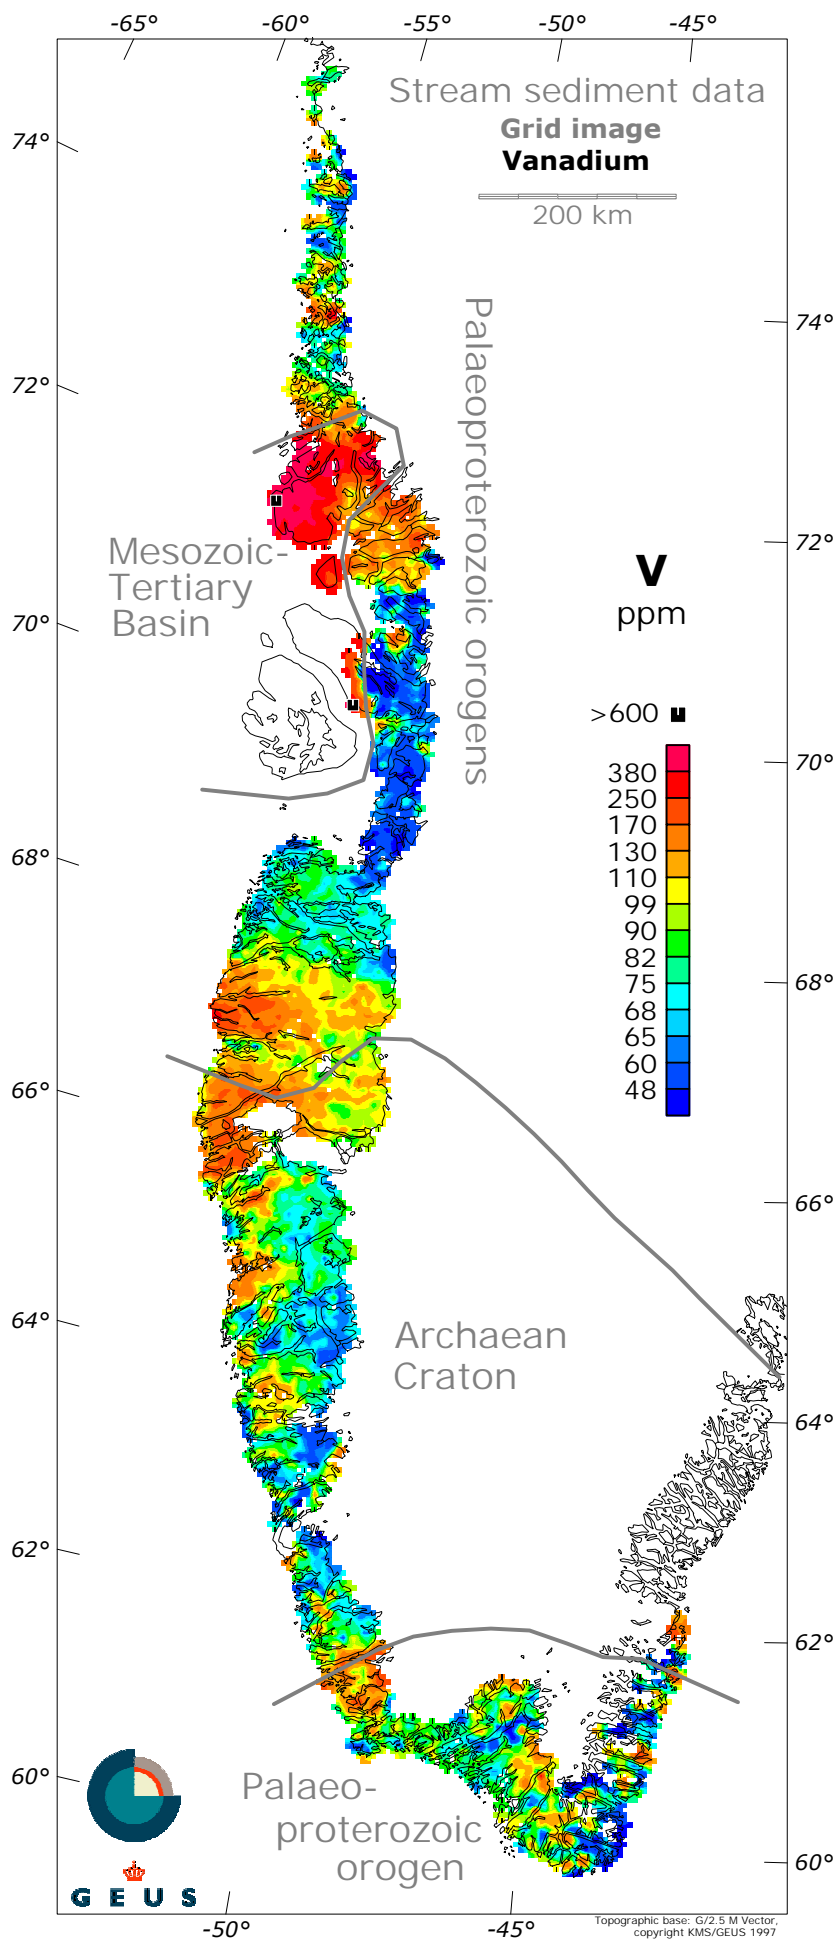 -65°
-60°
-55°
-50°
-45°
Stream sediment data
Grid image
Vanadium
200 km
74°
74°
72°
Palaeoproterozoic orogens
72°
Mesozoic-
Tertiary
Basin
V
ppm
70°
>600
70°
380
250
170
130
110
99
90
82
75
68
65
60
48
68°
68°
66°
66°
64°
Archaean
Craton
64°
62°
62°
60°
Palaeo-
proterozoic
orogen
60°
GEUS
-50°
-45°
Topographic base: G/2.5 M Vector,
copyright KMS/GEUS 1997